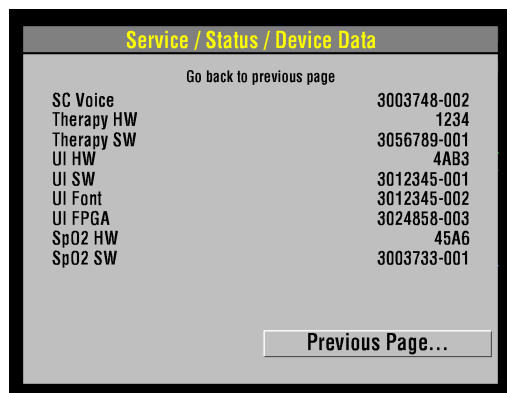 Service / Status / Device Data
Go back to previous page
SC Voice 3003748-002
Therapy HW 1234
Therapy SW 3056789-001
UI HW 4AB3
UI SW 3012345-001
UI Font 3012345-002
UI FPGA 3024858-003
SpO2 HW 45A6
SpO2 SW 3003733-001
Previous Page...